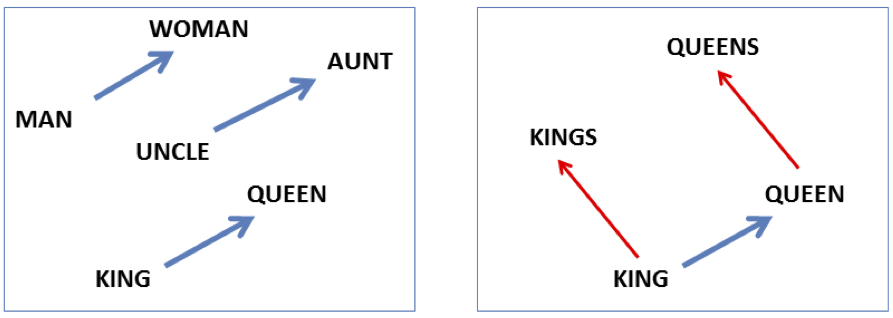 WOMAN
AUNT
MAN
UNCLE
QUEEN
KING
QUEENS
KINGS
QUEEN
KING